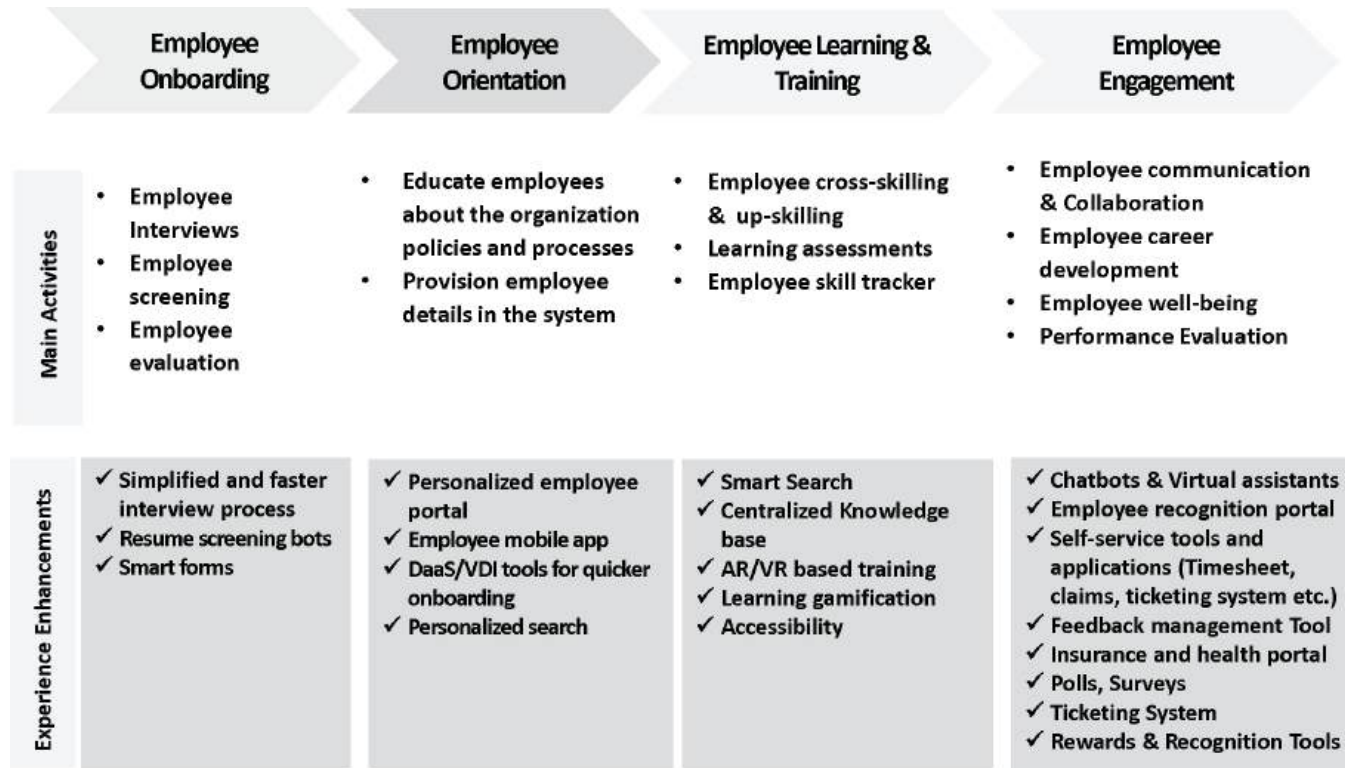 Employee
Onboarding
Employee
Orientation
Employee Learning &
Training
Employee
Engagement
Main Activities
• Employee
Interviews
• Employee
screening
• Employee
evaluation
• Educate employees
about the organization
policies and processes
• Provision employee
details in the system
• Employee cross-skilling
& up-skilling
• Learning assessments
• Employee skill tracker
• Employee communication
& Collaboration
• Employee career
development
• Employee well-being
• Performance Evaluation
Experience Enhancements
✓ Simplified and faster
interview process
✓ Resume screening bots
✓ Smart forms
✓ Personalized employee
portal
✓ Employee mobile app
✓ DaaS/VDI tools for quicker
onboarding
✓ Personalized search
✓ Smart Search
✓ Centralized Knowledge
base
✓ AR/VR based training
✓ Learning gamification
✓ Accessibility
✓ Chatbots & Virtual assistants
✓ Employee recognition portal
✓ Self-service tools and
applications (Timesheet,
claims, ticketing system etc.)
✓ Feedback management Tool
✓ Insurance and health portal
✓ Polls, Surveys
✓ Ticketing System
✓ Rewards & Recognition Tools